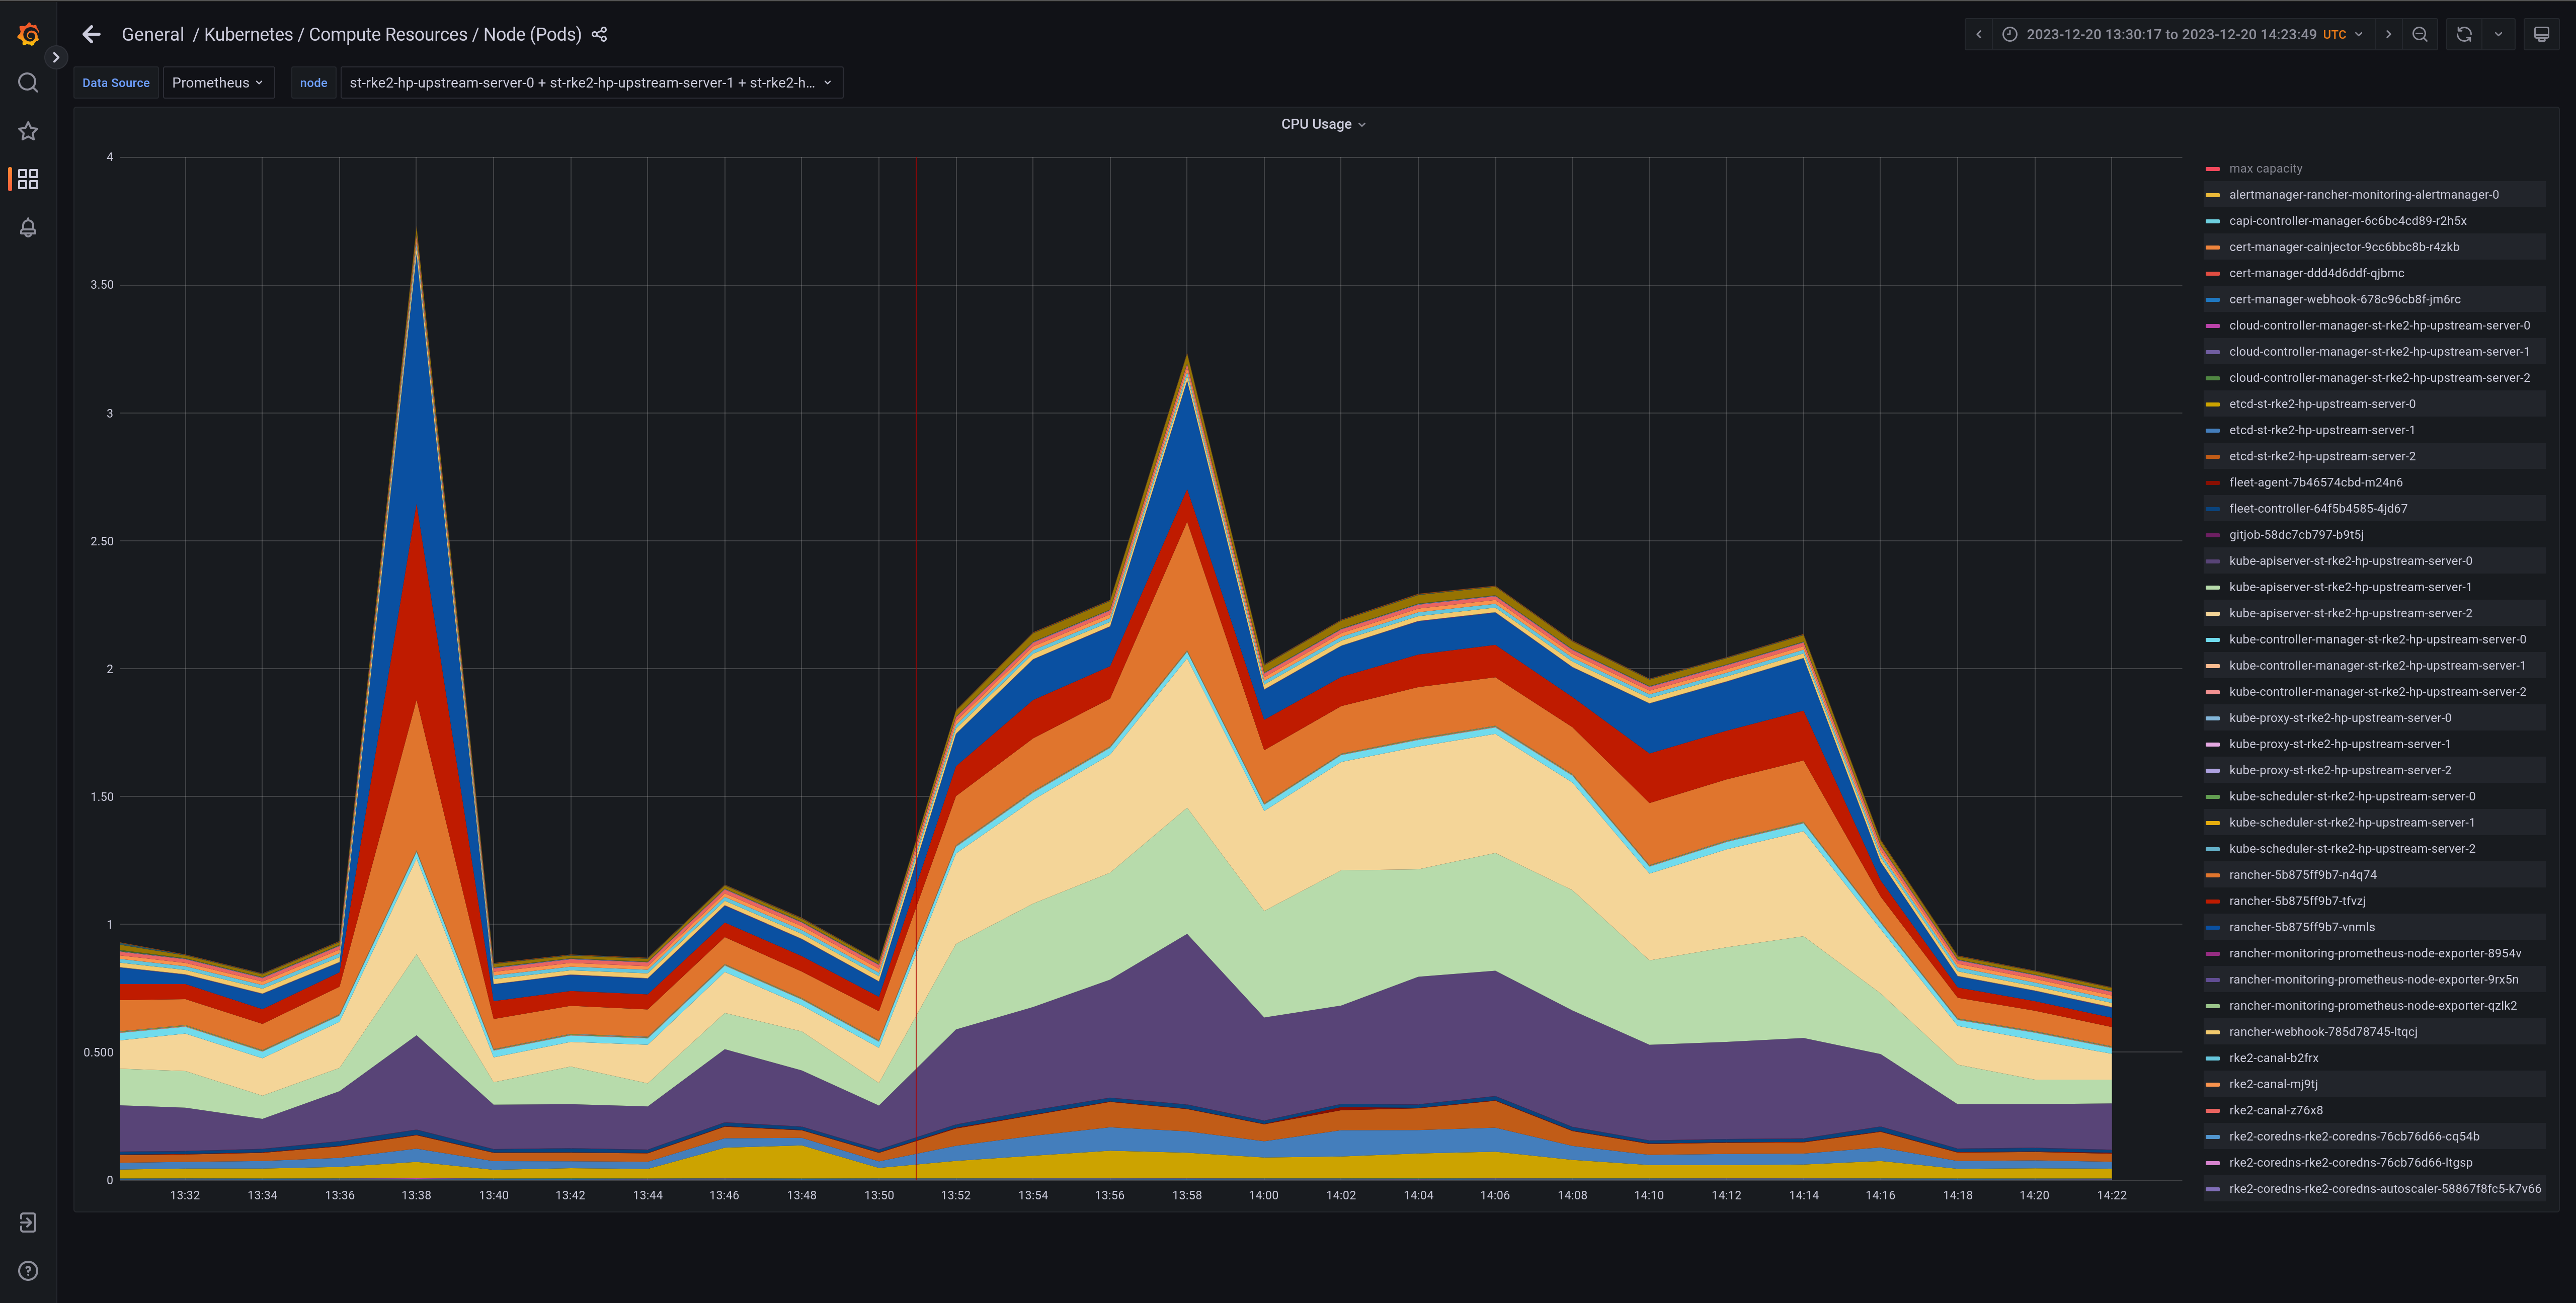 General / Kubernetes / Compute Resources / Node (Pods)
2023-12-20 13:30:17 to 2023-12-20 14:23:49 UTC
Data Source Prometheus node st-rke2-hp-upstream-server-0 + st-rke2-hp-upstream-server-1 + st-rke2-h...
CPU Usage
4
3.50
3
2.50
2
1.50
1
0.500
0
13:32 13:34 13:36 13:38 13:40 13:42 13:44 13:46 13:48 13:50 13:52 13:54 13:56 13:58 14:00 14:02 14:04 14:06 14:08 14:10 14:12 14:14 14:16 14:18 14:20 14:22
max capacity
alertmanager-rancher-monitoring-alertmanager-0
capi-controller-manager-6c6bc4cd89-r2h5x
cert-manager-cainjector-9cc6bbc8b-r4zkb
cert-manager-ddd4d6ddf-qjbmc
cert-manager-webhook-678c96cb8f-jm6rc
cloud-controller-manager-st-rke2-hp-upstream-server-0
cloud-controller-manager-st-rke2-hp-upstream-server-1
cloud-controller-manager-st-rke2-hp-upstream-server-2
etcd-st-rke2-hp-upstream-server-0
etcd-st-rke2-hp-upstream-server-1
etcd-st-rke2-hp-upstream-server-2
fleet-agent-7b46574cbd-m24n6
fleet-controller-64f5b4585-4jd67
gitjob-58dc7cb797-b9t5j
kube-apiserver-st-rke2-hp-upstream-server-0
kube-apiserver-st-rke2-hp-upstream-server-1
kube-apiserver-st-rke2-hp-upstream-server-2
kube-controller-manager-st-rke2-hp-upstream-server-0
kube-controller-manager-st-rke2-hp-upstream-server-1
kube-controller-manager-st-rke2-hp-upstream-server-2
kube-proxy-st-rke2-hp-upstream-server-0
kube-proxy-st-rke2-hp-upstream-server-1
kube-proxy-st-rke2-hp-upstream-server-2
kube-scheduler-st-rke2-hp-upstream-server-0
kube-scheduler-st-rke2-hp-upstream-server-1
kube-scheduler-st-rke2-hp-upstream-server-2
rancher-5b875ff9b7-n4q74
rancher-5b875ff9b7-tfvzj
rancher-5b875ff9b7-vnmls
rancher-monitoring-prometheus-node-exporter-8954v
rancher-monitoring-prometheus-node-exporter-9rx5n
rancher-monitoring-prometheus-node-exporter-qzlk2
rancher-webhook-785d78745-ltqcj
rke2-canal-b2frx
rke2-canal-mj9tj
rke2-canal-z76x8
rke2-coredns-rke2-coredns-76cb76d66-cq54b
rke2-coredns-rke2-coredns-76cb76d66-ltgsp
rke2-coredns-rke2-coredns-autoscaler-58867f8fc5-k7v66